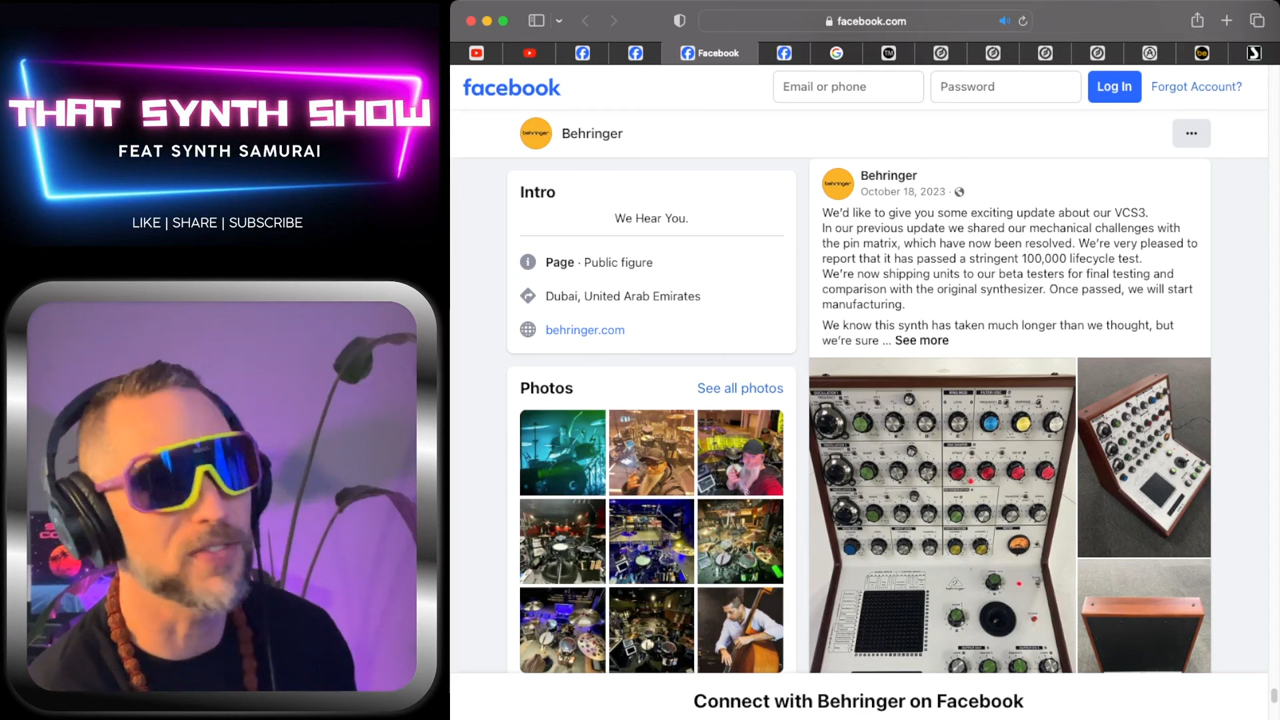 THAT SYNTH SHOW
FEAT SYNTH SAMURAI
LIKE | SHARE | SUBSCRIBE
facebook.com
Facebook
facebook
Email or phone
Password
Log In
Forgot Account?
behringer
Behringer
...
Intro
We Hear You.
Page · Public figure
Dubai, United Arab Emirates
behringer.com
Photos
See all photos
behringer
Behringer
October 18, 2023 ·
We'd like to give you some exciting update about our VCS3.
In our previous update we shared our mechanical challenges with
the pin matrix, which have now been resolved. We're very pleased to
report that it has passed a stringent 100,000 lifecycle test.
We're now shipping units to our beta testers for final testing and
comparison with the original synthesizer. Once passed, we will start
manufacturing.
We know this synth has taken much longer than we thought, but
we're sure ... See more
Connect with Behringer on Facebook